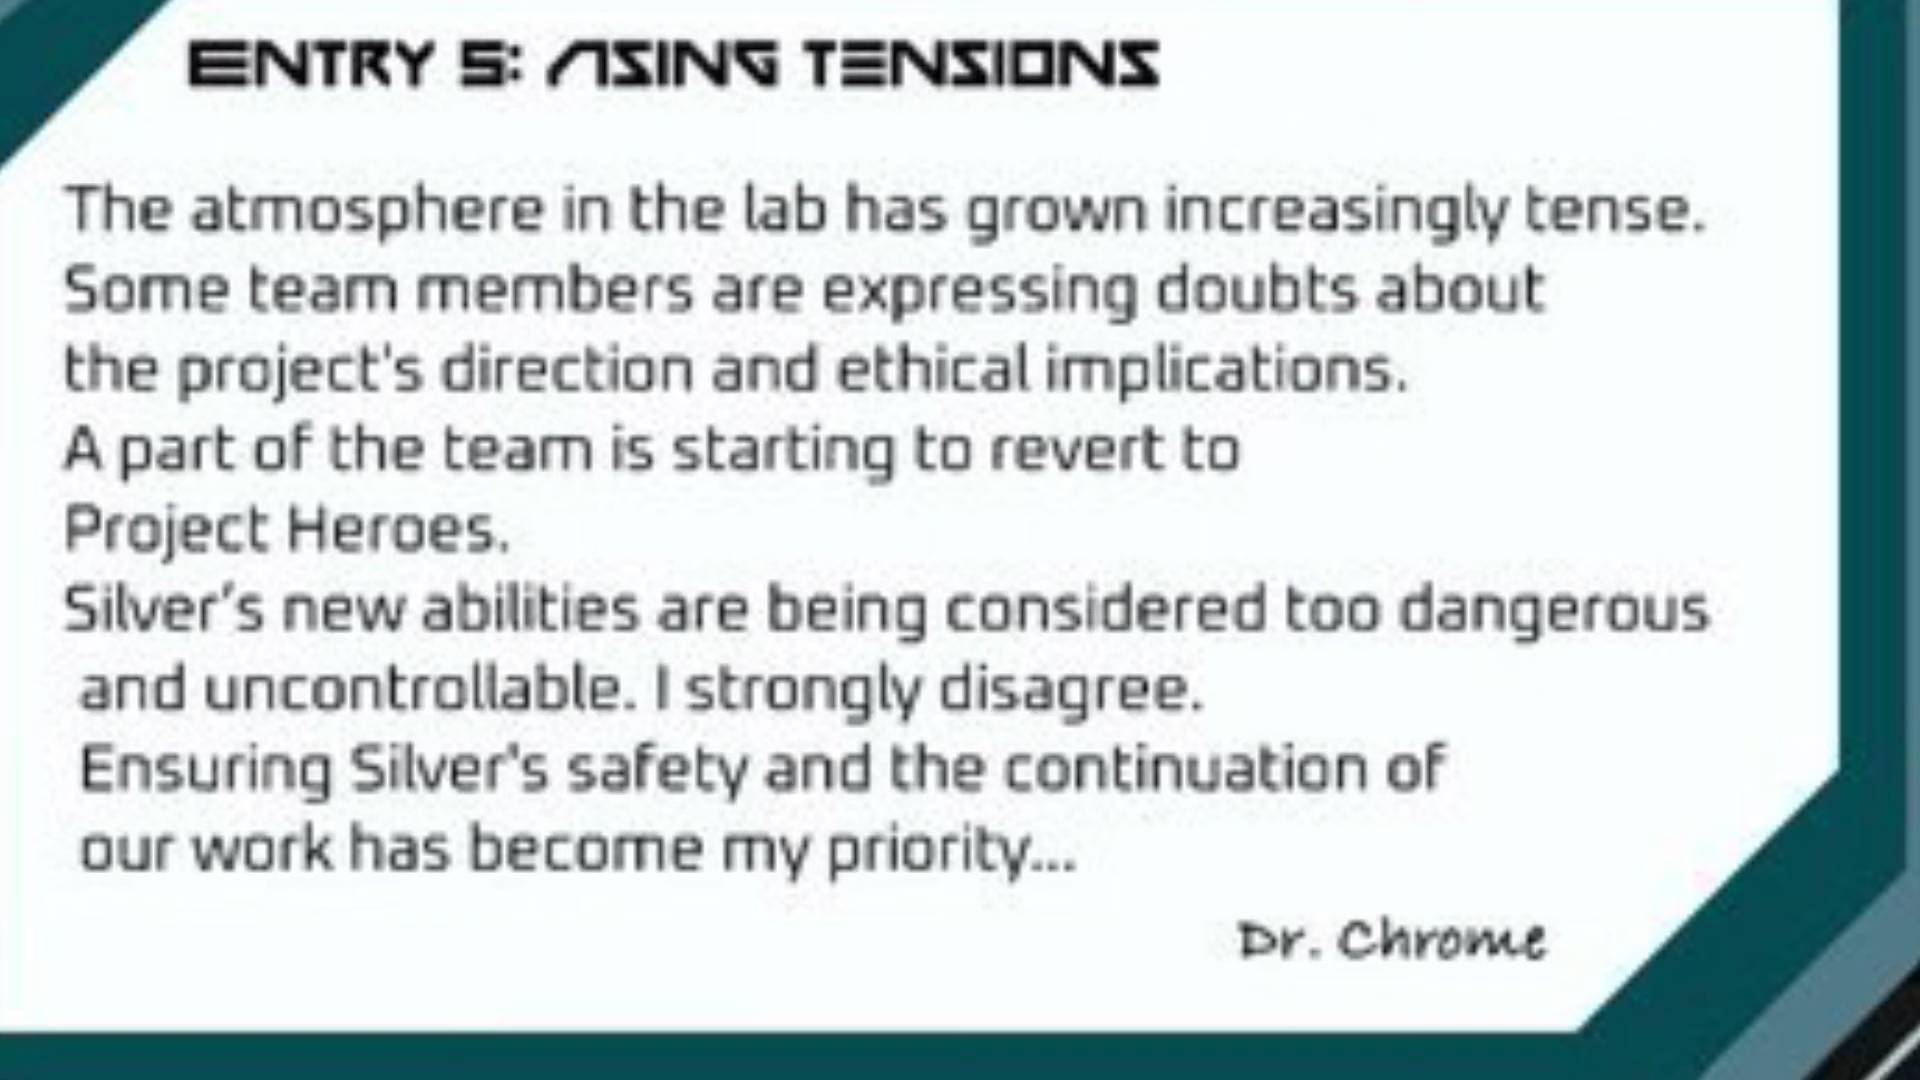 ENTRY 5: RISING TENSIONS
The atmosphere in the lab has grown increasingly tense.
Some team members are expressing doubts about
the project's direction and ethical implications.
A part of the team is starting to revert to
Project Heroes.
Silver’s new abilities are being considered too dangerous
and uncontrollable. I strongly disagree.
Ensuring Silver's safety and the continuation of
our work has become my priority...
Dr. Chrome